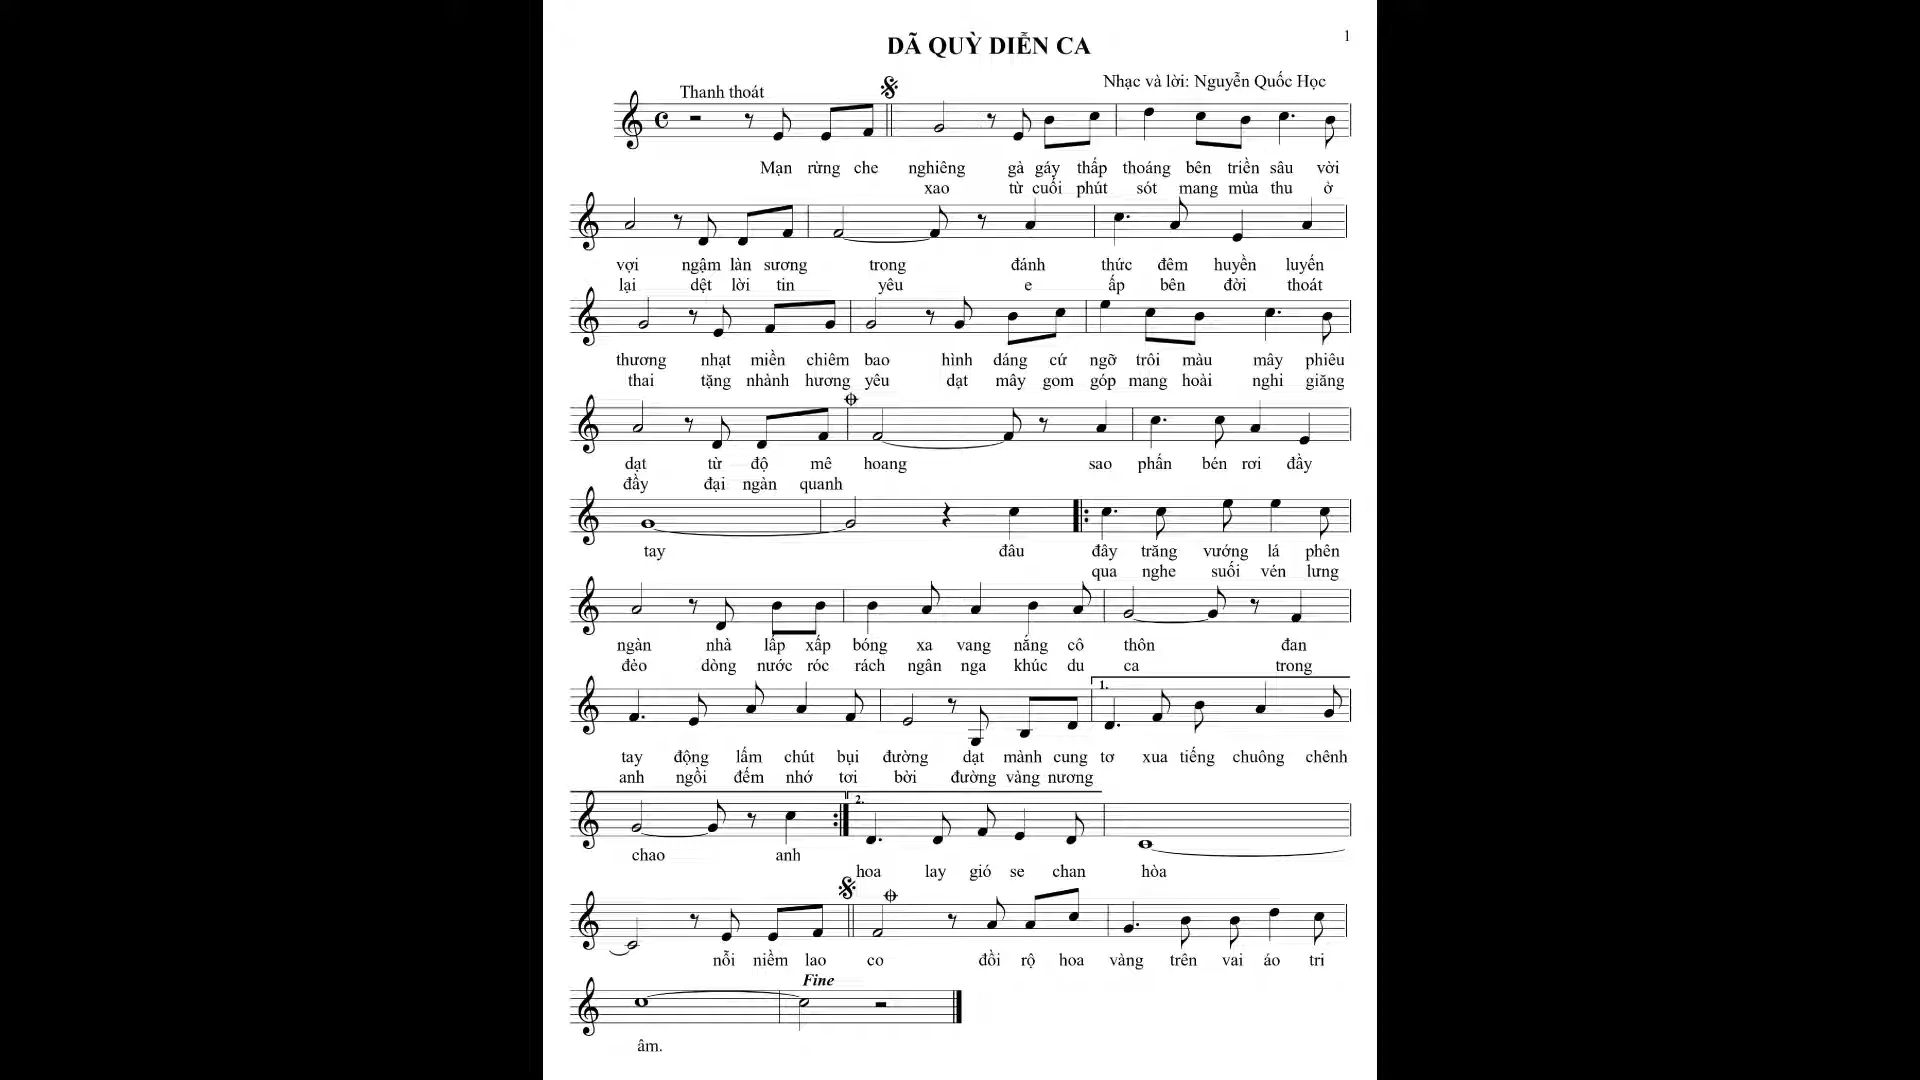 1
DÃ QUỲ DIỄN CA
Nhạc và lời: Nguyễn Quốc Học
Thanh thoát
Mạn rừng che nghiêng gà gáy thấp thoáng bên triền sâu vời
xao từ cuối phút sót mang mùa thu ở
vợi ngậm làn sương trong đánh thức đêm huyền luyến
lại dệt lời tin yêu e ấp bên đời thoát
thương nhạt miền chiêm bao hình dáng cứ ngỡ trôi màu mây phiêu
thai tặng nhành hương yêu dạt mây gom góp mang hoài nghi giăng
dạt từ độ mê hoang sao phấn bén rơi đầy
đầy đại ngàn quanh
tay đâu đây trăng vướng lá phên
qua nghe suối vén lưng
ngàn nhà lấp xấp bóng xa vang nắng cô thôn đan
đèo dòng nước róc rách ngân nga khúc du ca trong
1.
tay động lấm chút bụi đường dạt mành cung tơ xua tiếng chuông chênh
anh ngồi đếm nhớ tơi bời đường vàng nương
2.
chao anh
hoa lay gió se chan hòa
nỗi niềm lao co đồi rộ hoa vàng trên vai áo tri
Fine
âm.